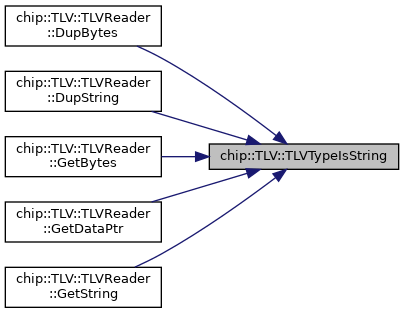 chip::TLV::TLVReader
::DupBytes
chip::TLV::TLVReader
::DupString
chip::TLV::TLVReader
::GetBytes
chip::TLV::TLVTypeIsString
chip::TLV::TLVReader
::GetDataPtr
chip::TLV::TLVReader
::GetString